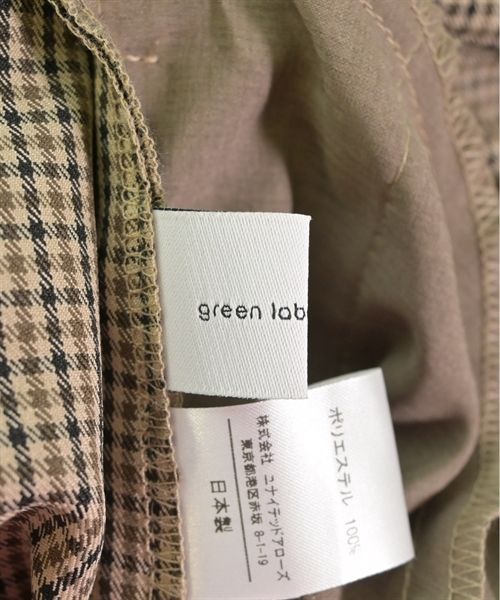 green lab
ポリエステル 100%
株式会社 ユナイテッドアローズ
東京都港区赤坂 8-1-19
日本製